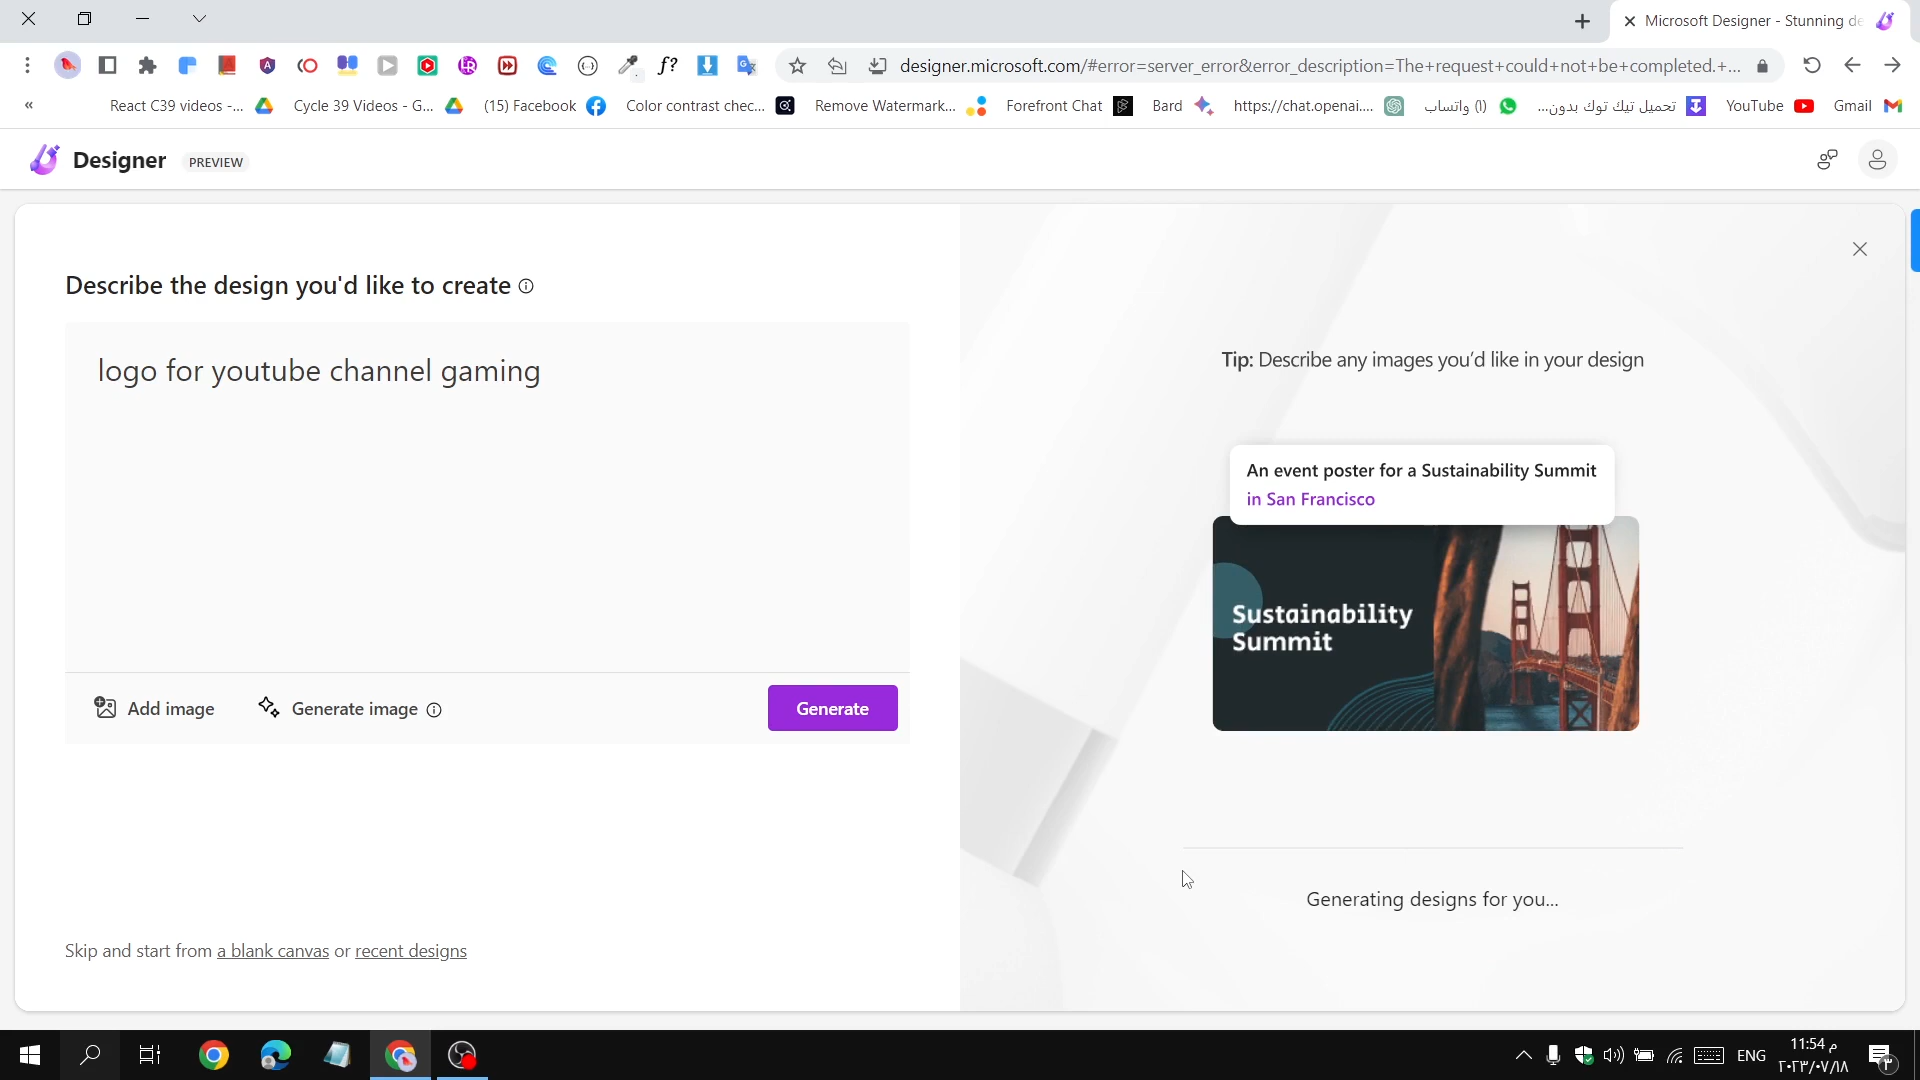 Microsoft Designer - Stunning de
designer.microsoft.com/#error=server_error&error_description=The+request+could+not+be+completed.+...
«
React C39 videos -...
Cycle 39 Videos - G...
(15) Facebook
Color contrast chec...
Remove Watermark...
Forefront Chat
Bard
https://chat.openai....
(١) واتساب
تحميل تيك توك بدون...
YouTube
Gmail
Designer PREVIEW
Describe the design you'd like to create
logo for youtube channel gaming
Add image
Generate image
Generate
Skip and start from a blank canvas or recent designs
Tip: Describe any images you'd like in your design
An event poster for a Sustainability Summit
in San Francisco
Sustainability
Summit
Generating designs for you...
ENG
11:54 م
٢٠٢٣/٠٧/١٨
٣